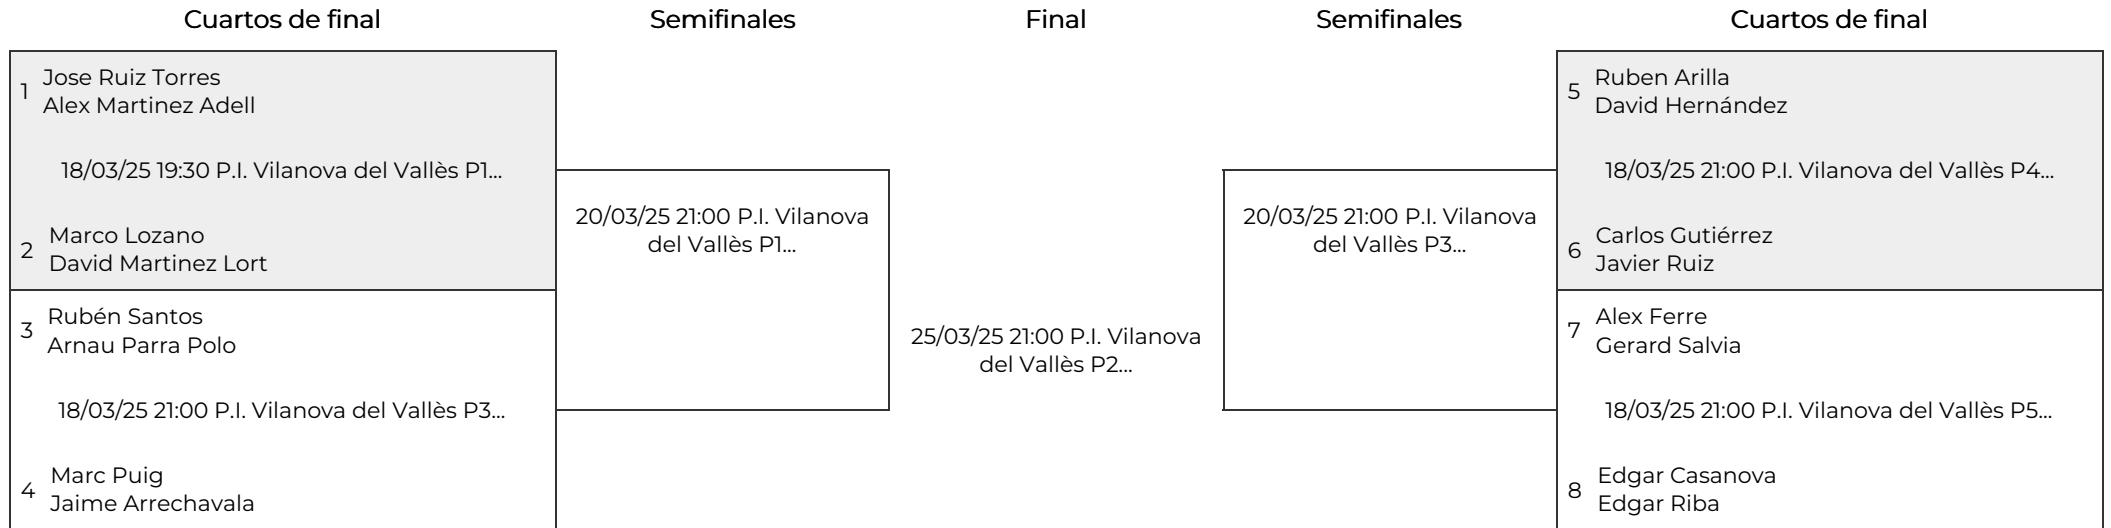 Cuartos de final
Semifinales
Final
Semifinales
Cuartos de final
1
Jose Ruiz Torres
Alex Martinez Adell
18/03/25 19:30 P.I. Vilanova del Vallès P1...
2
Marco Lozano
David Martinez Lort
3
Rubén Santos
Arnau Parra Polo
18/03/25 21:00 P.I. Vilanova del Vallès P3...
4
Marc Puig
Jaime Arrechavala
20/03/25 21:00 P.I. Vilanova
del Vallès P1...
25/03/25 21:00 P.I. Vilanova
del Vallès P2...
20/03/25 21:00 P.I. Vilanova
del Vallès P3...
5
Ruben Arilla
David Hernández
18/03/25 21:00 P.I. Vilanova del Vallès P4...
6
Carlos Gutiérrez
Javier Ruiz
7
Alex Ferre
Gerard Salvia
18/03/25 21:00 P.I. Vilanova del Vallès P5...
8
Edgar Casanova
Edgar Riba